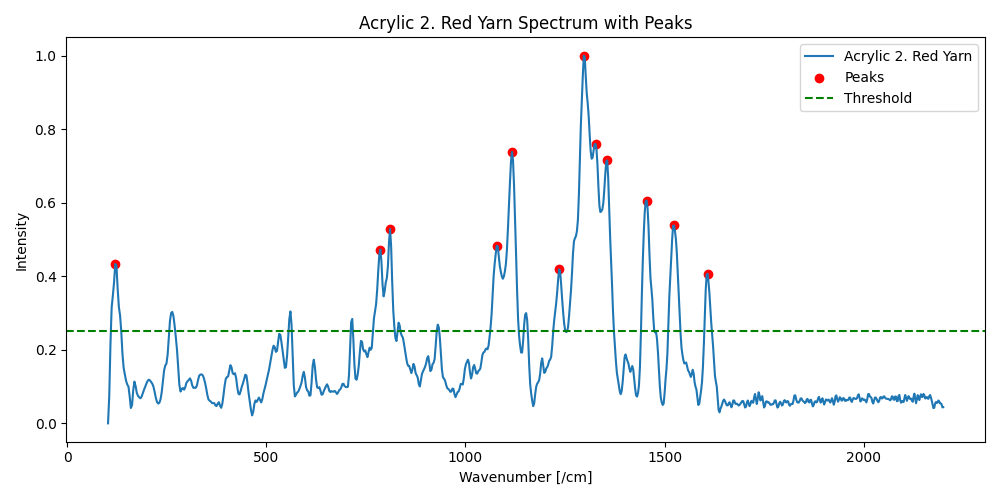 Acrylic 2. Red Yarn Spectrum with Peaks
Acrylic 2. Red Yarn
Peaks
Threshold
Intensity
1.0
0.8
0.6
0.4
0.2
0.0
0 500 1000 1500 2000
Wavenumber [/cm]